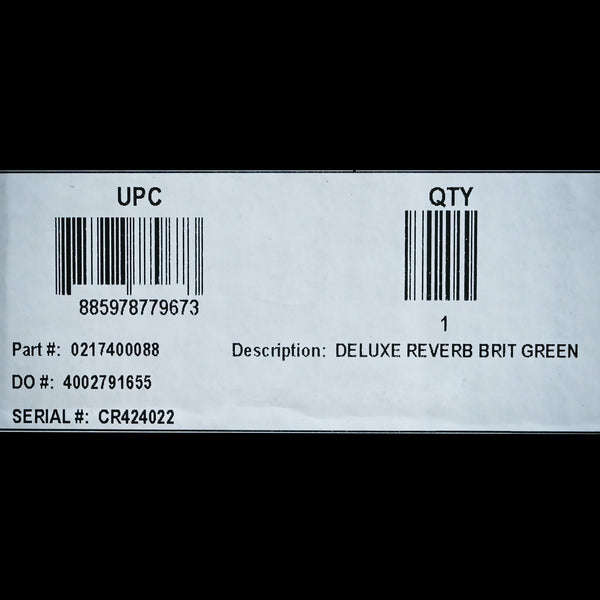 UPC QTY
885978779673
1
Part #: 0217400088 Description: DELUXE REVERB BRIT GREEN
DO #: 4002791655
SERIAL #: CR424022